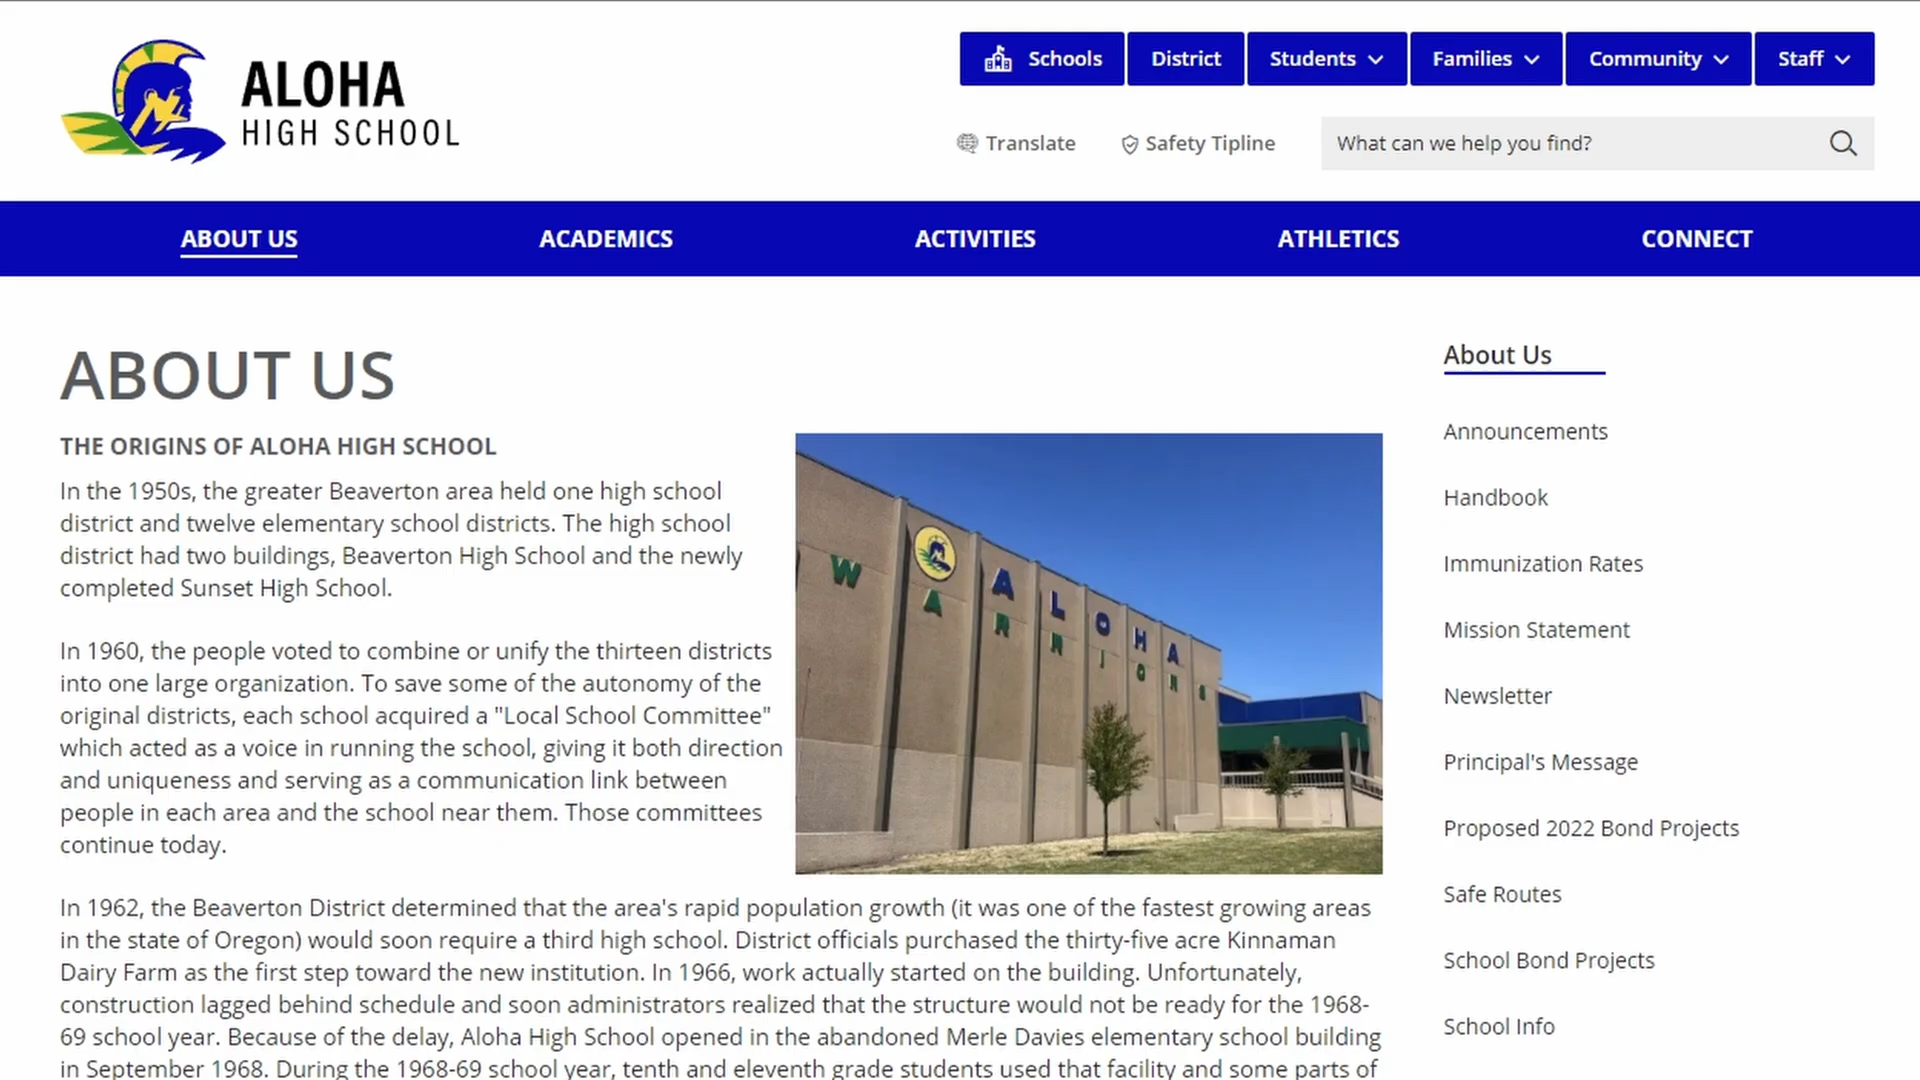 ALOHA
HIGH SCHOOL
Schools
District
Students
Families
Community
Staff
Translate
Safety Tipline
What can we help you find?
ABOUT US
ACADEMICS
ACTIVITIES
ATHLETICS
CONNECT
ABOUT US
THE ORIGINS OF ALOHA HIGH SCHOOL
In the 1950s, the greater Beaverton area held one high school
district and twelve elementary school districts. The high school
district had two buildings, Beaverton High School and the newly
completed Sunset High School.
In 1960, the people voted to combine or unify the thirteen districts
into one large organization. To save some of the autonomy of the
original districts, each school acquired a "Local School Committee"
which acted as a voice in running the school, giving it both direction
and uniqueness and serving as a communication link between
people in each area and the school near them. Those committees
continue today.
ALOHA
WARRIORS
In 1962, the Beaverton District determined that the area's rapid population growth (it was one of the fastest growing areas
in the state of Oregon) would soon require a third high school. District officials purchased the thirty-five acre Kinnaman
Dairy Farm as the first step toward the new institution. In 1966, work actually started on the building. Unfortunately,
construction lagged behind schedule and soon administrators realized that the structure would not be ready for the 1968-
69 school year. Because of the delay, Aloha High School opened in the abandoned Merle Davies elementary school building
in September 1968. During the 1968-69 school year, tenth and eleventh grade students used that facility and some parts of
About Us
Announcements
Handbook
Immunization Rates
Mission Statement
Newsletter
Principal's Message
Proposed 2022 Bond Projects
Safe Routes
School Bond Projects
School Info